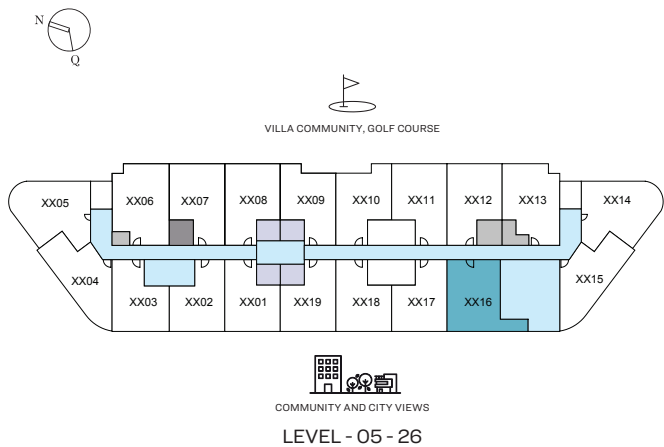 N
Q
VILLA COMMUNITY, GOLF COURSE
XX05 XX06 XX07 XX08 XX09 XX10 XX11 XX12 XX13 XX14
XX04 XX03 XX02 XX01 XX19 XX18 XX17 XX16 XX15
COMMUNITY AND CITY VIEWS
LEVEL - 05 - 26